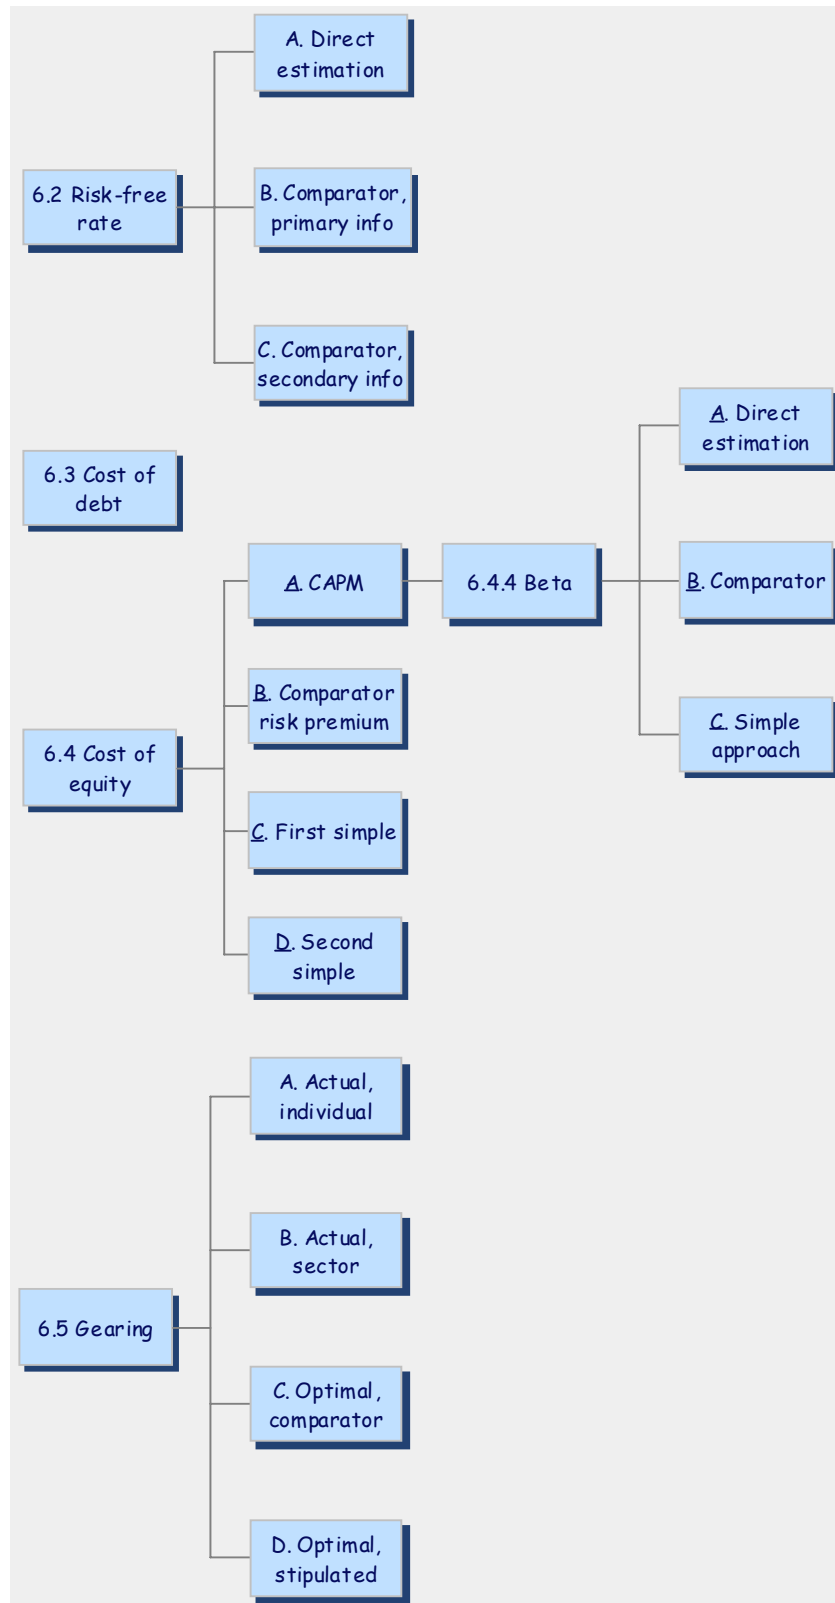 A. Direct
estimation
6.2 Risk-free
rate
B. Comparator,
primary info
C. Comparator,
secondary info
A. Direct
estimation
6.3 Cost of
debt
A. CAPM
6.4.4 Beta
B. Comparator
B. Comparator
risk premium
C. Simple
approach
6.4 Cost of
equity
C. First simple
D. Second
simple
A. Actual,
individual
B. Actual,
sector
6.5 Gearing
C. Optimal,
comparator
D. Optimal,
stipulated